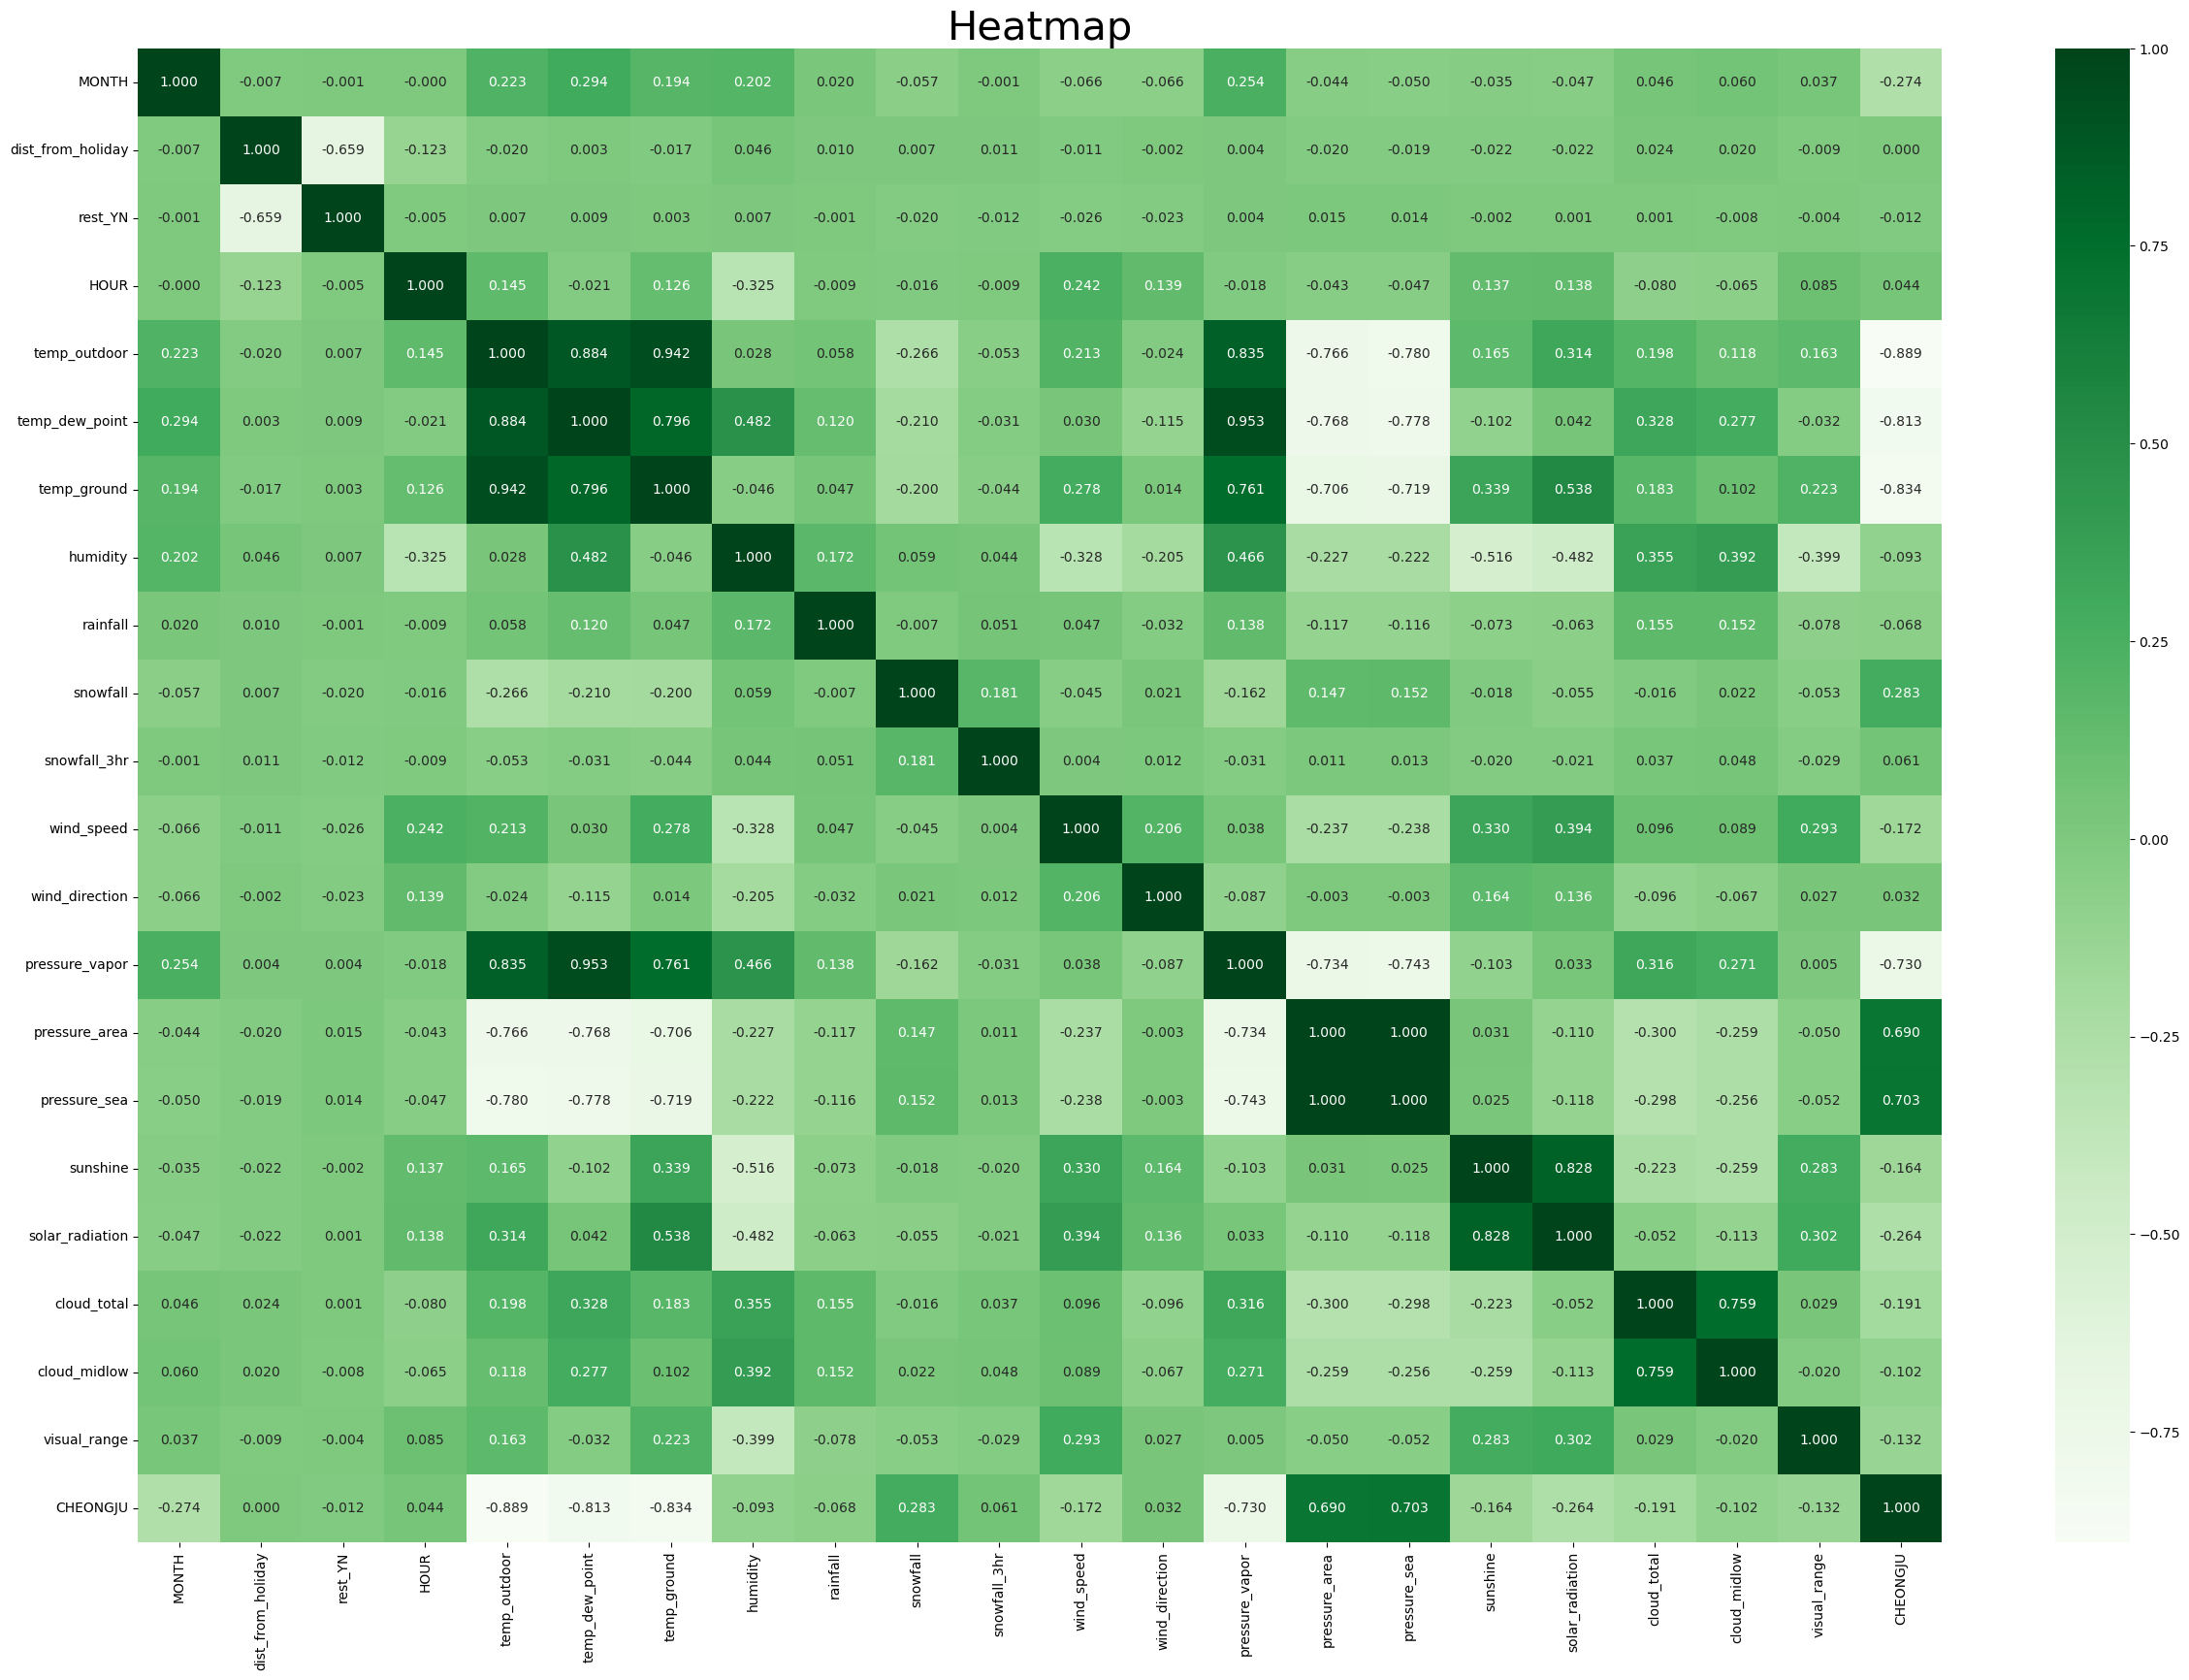 Heatmap
MONTH 1.000 -0.007 -0.001 -0.000 0.223 0.294 0.194 0.202 0.020 -0.057 -0.001 -0.066 -0.066 0.254 -0.044 -0.050 -0.035 -0.047 0.046 0.060 0.037 -0.274
dist_from_holiday -0.007 1.000 -0.659 -0.123 -0.020 0.003 -0.017 0.046 0.010 0.007 0.011 -0.011 -0.002 0.004 -0.020 -0.019 -0.022 -0.022 0.024 0.020 -0.009 0.000
rest_YN -0.001 -0.659 1.000 -0.005 0.007 0.009 0.003 0.007 -0.001 -0.020 -0.012 -0.026 -0.023 0.004 0.015 0.014 -0.002 0.001 0.001 -0.008 -0.004 -0.012
HOUR -0.000 -0.123 -0.005 1.000 0.145 -0.021 0.126 -0.325 -0.009 -0.016 -0.009 0.242 0.139 -0.018 -0.043 -0.047 0.137 0.138 -0.080 -0.065 0.085 0.044
temp_outdoor 0.223 -0.020 0.007 0.145 1.000 0.884 0.942 0.028 0.058 -0.266 -0.053 0.213 -0.024 0.835 -0.766 -0.780 0.165 0.314 0.198 0.118 0.163 -0.889
temp_dew_point 0.294 0.003 0.009 -0.021 0.884 1.000 0.796 0.482 0.120 -0.210 -0.031 0.030 -0.115 0.953 -0.768 -0.778 -0.102 0.042 0.328 0.277 -0.032 -0.813
temp_ground 0.194 -0.017 0.003 0.126 0.942 0.796 1.000 -0.046 0.047 -0.200 -0.044 0.278 0.014 0.761 -0.706 -0.719 0.339 0.538 0.183 0.102 0.223 -0.834
humidity 0.202 0.046 0.007 -0.325 0.028 0.482 -0.046 1.000 0.172 0.059 0.044 -0.328 -0.205 0.466 -0.227 -0.222 -0.516 -0.482 0.355 0.392 -0.399 -0.093
rainfall 0.020 0.010 -0.001 -0.009 0.058 0.120 0.047 0.172 1.000 -0.007 0.051 0.047 -0.032 0.138 -0.117 -0.116 -0.073 -0.063 0.155 0.152 -0.078 -0.068
snowfall -0.057 0.007 -0.020 -0.016 -0.266 -0.210 -0.200 0.059 -0.007 1.000 0.181 -0.045 0.021 -0.162 0.147 0.152 -0.018 -0.055 -0.016 0.022 -0.053 0.283
snowfall_3hr -0.001 0.011 -0.012 -0.009 -0.053 -0.031 -0.044 0.044 0.051 0.181 1.000 0.004 0.012 -0.031 0.011 0.013 -0.020 -0.021 0.037 0.048 -0.029 0.061
wind_speed -0.066 -0.011 -0.026 0.242 0.213 0.030 0.278 -0.328 0.047 -0.045 0.004 1.000 0.206 0.038 -0.237 -0.238 0.330 0.394 0.096 0.089 0.293 -0.172
wind_direction -0.066 -0.002 -0.023 0.139 -0.024 -0.115 0.014 -0.205 -0.032 0.021 0.012 0.206 1.000 -0.087 -0.003 -0.003 0.164 0.136 -0.096 -0.067 0.027 0.032
pressure_vapor 0.254 0.004 0.004 -0.018 0.835 0.953 0.761 0.466 0.138 -0.162 -0.031 0.038 -0.087 1.000 -0.734 -0.743 -0.103 0.033 0.316 0.271 0.005 -0.730
pressure_area -0.044 -0.020 0.015 -0.043 -0.766 -0.768 -0.706 -0.227 -0.117 0.147 0.011 -0.237 -0.003 -0.734 1.000 1.000 0.031 -0.110 -0.300 -0.259 -0.050 0.690
pressure_sea -0.050 -0.019 0.014 -0.047 -0.780 -0.778 -0.719 -0.222 -0.116 0.152 0.013 -0.238 -0.003 -0.743 1.000 1.000 0.025 -0.118 -0.298 -0.256 -0.052 0.703
sunshine -0.035 -0.022 -0.002 0.137 0.165 -0.102 0.339 -0.516 -0.073 -0.018 -0.020 0.330 0.164 -0.103 0.031 0.025 1.000 0.828 -0.223 -0.259 0.283 -0.164
solar_radiation -0.047 -0.022 0.001 0.138 0.314 0.042 0.538 -0.482 -0.063 -0.055 -0.021 0.394 0.136 0.033 -0.110 -0.118 0.828 1.000 -0.052 -0.113 0.302 -0.264
cloud_total 0.046 0.024 0.001 -0.080 0.198 0.328 0.183 0.355 0.155 -0.016 0.037 0.096 -0.096 0.316 -0.300 -0.298 -0.223 -0.052 1.000 0.759 0.029 -0.191
cloud_midlow 0.060 0.020 -0.008 -0.065 0.118 0.277 0.102 0.392 0.152 0.022 0.048 0.089 -0.067 0.271 -0.259 -0.256 -0.259 -0.113 0.759 1.000 -0.020 -0.102
visual_range 0.037 -0.009 -0.004 0.085 0.163 -0.032 0.223 -0.399 -0.078 -0.053 -0.029 0.293 0.027 0.005 -0.050 -0.052 0.283 0.302 0.029 -0.020 1.000 -0.132
CHEONGJU -0.274 0.000 -0.012 0.044 -0.889 -0.813 -0.834 -0.093 -0.068 0.283 0.061 -0.172 0.032 -0.730 0.690 0.703 -0.164 -0.264 -0.191 -0.102 -0.132 1.000
MONTH
dist_from_holiday
rest_YN
HOUR
temp_outdoor
temp_dew_point
temp_ground
humidity
rainfall
snowfall
snowfall_3hr
wind_speed
wind_direction
pressure_vapor
pressure_area
pressure_sea
sunshine
solar_radiation
cloud_total
cloud_midlow
visual_range
CHEONGJU
1.00
0.75
0.50
0.25
0.00
−0.25
−0.50
−0.75